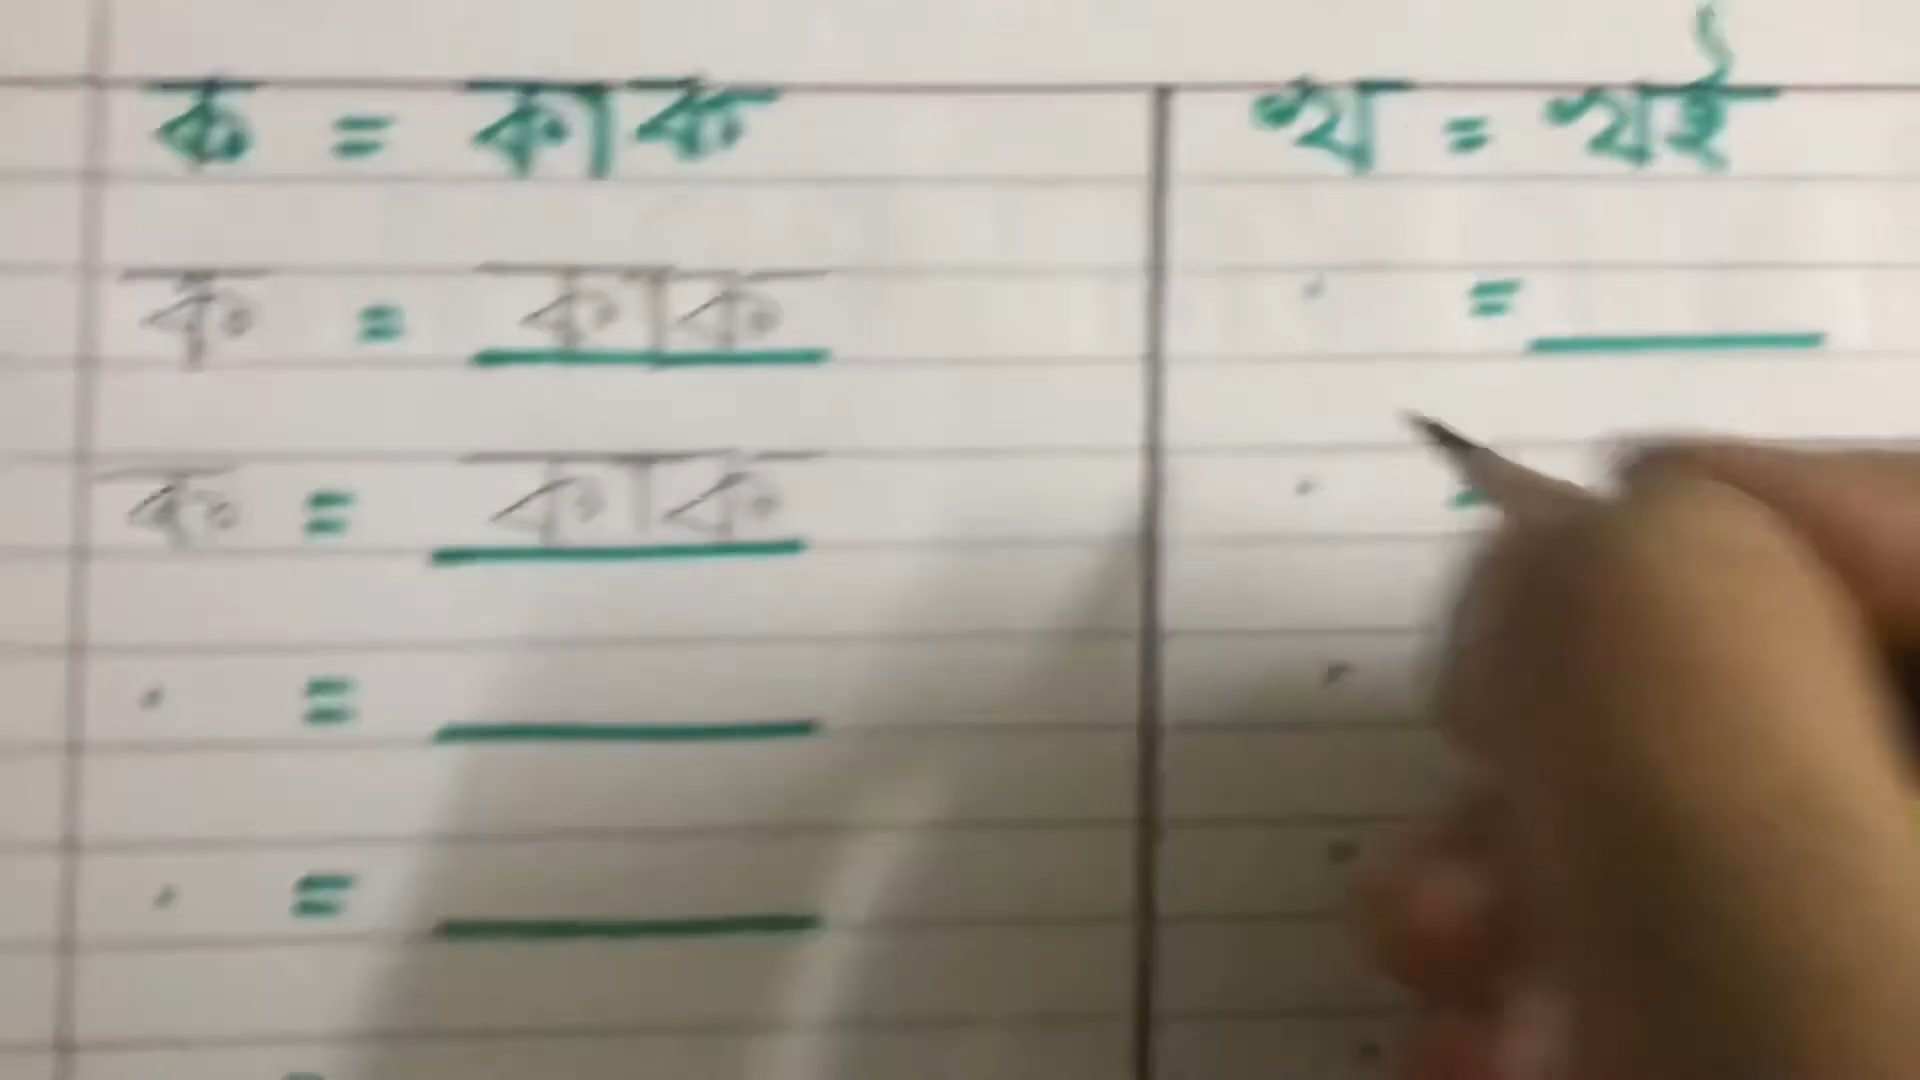 ক = কাক
খ = খই
ক = কাক
=
ক = কাক
=
=